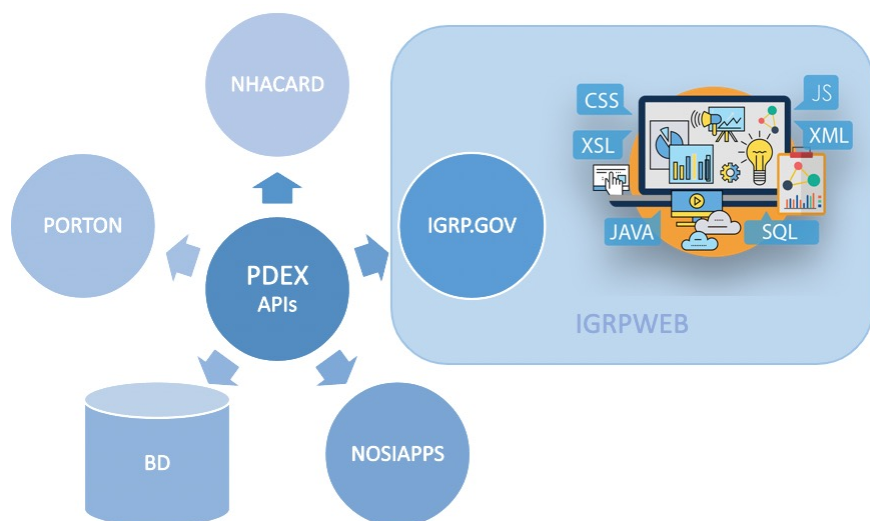 NHACARD
CSS
JS
XSL
XML
PORTON
IGRP.GOV
JAVA
SQL
PDEX
APIs
IGRPWEB
BD
NOSIAPPS